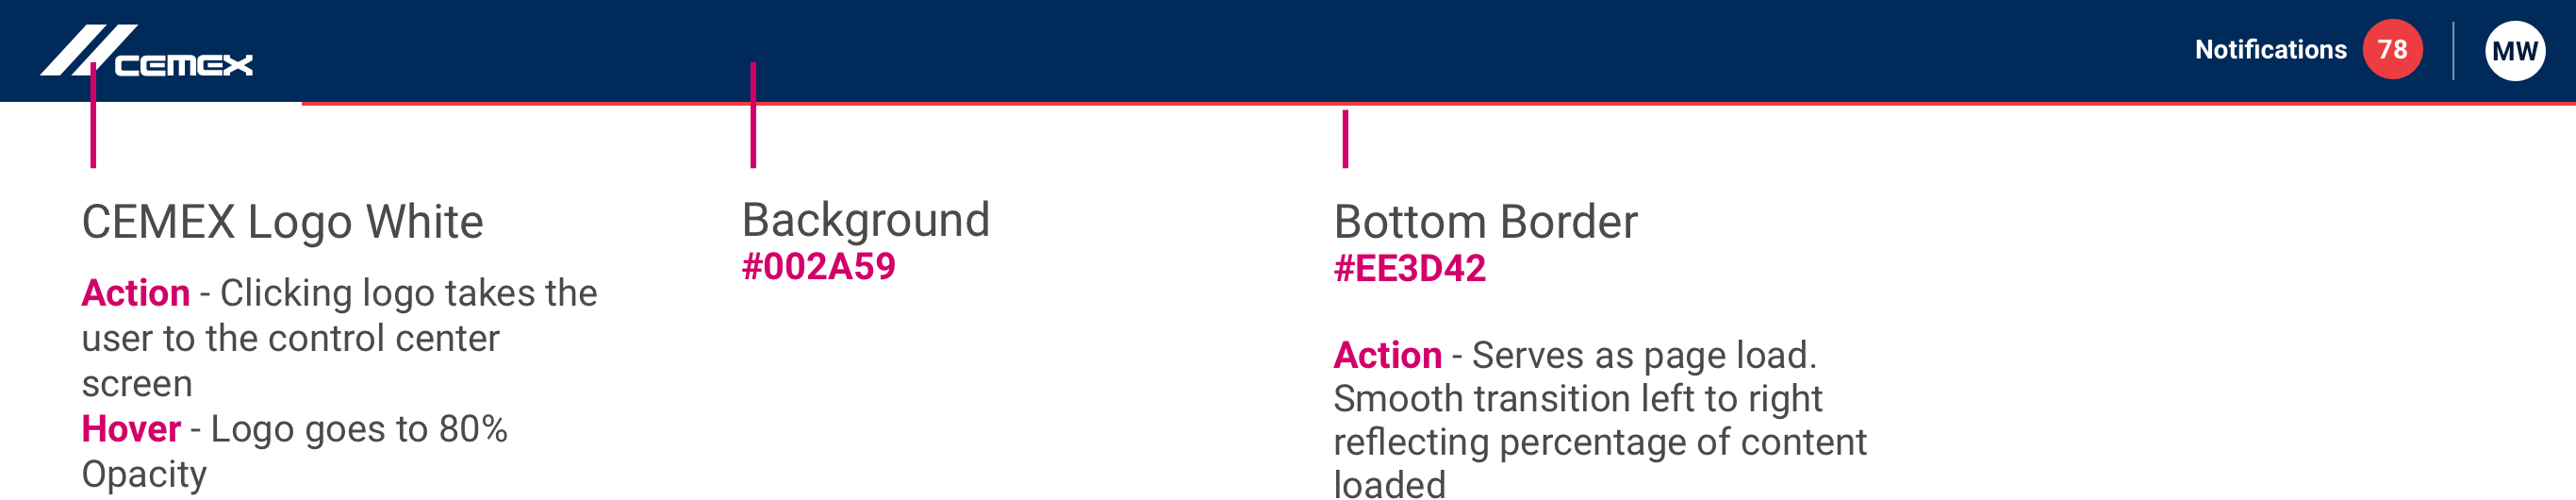 CEMEX
Notifications 78 MW
CEMEX Logo White
Action - Clicking logo takes the
user to the control center
screen
Hover - Logo goes to 80%
Opacity
Background
#002A59
Bottom Border
#EE3D42
Action - Serves as page load.
Smooth transition left to right
reflecting percentage of content
loaded